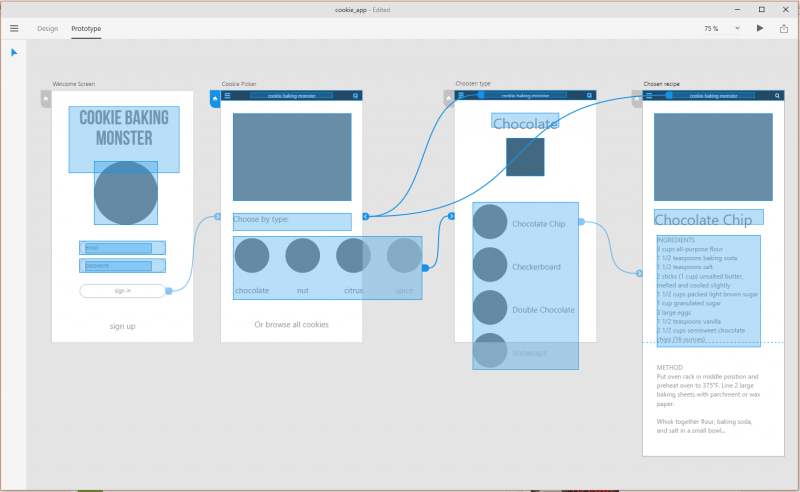 cookie_app - Edited
Design
Prototype
75 %
Welcome Screen
COOKIE BAKING
MONSTER
email
password
sign in
sign up
Cookie Picker
cookie baking monster
Choose by type:
chocolate
nut
citrus
spice
Or browse all cookies
Choosen type
cookie baking monster
Chocolate
Chocolate Chip
Checkerboard
Double Chocolate
Snowcaps
Chosen recipe
cookie baking monster
Chocolate Chip
INGREDIENTS
3 cups all-purpose flour
1 1/2 teaspoons baking soda
1 1/2 teaspoons salt
2 sticks (1 cup) unsalted butter,
melted and cooled slightly
1 1/2 cups packed light brown sugar
1 cup granulated sugar
3 large eggs
1 1/2 teaspoons vanilla
2 1/2 cups semisweet chocolate
chips (16 ounces)
METHOD
Put oven rack in middle position and
preheat oven to 375°F. Line 2 large
baking sheets with parchment or wax
paper.
Whisk together flour, baking soda,
and salt in a small bowl...